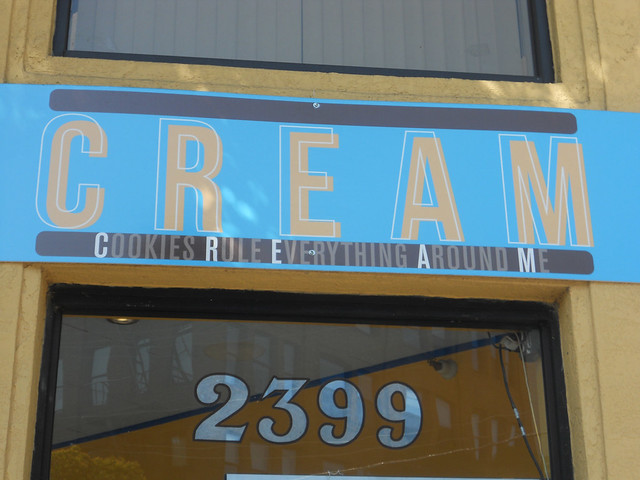 CREAM
COOKIES RULE EVERYTHING AROUND ME
2399